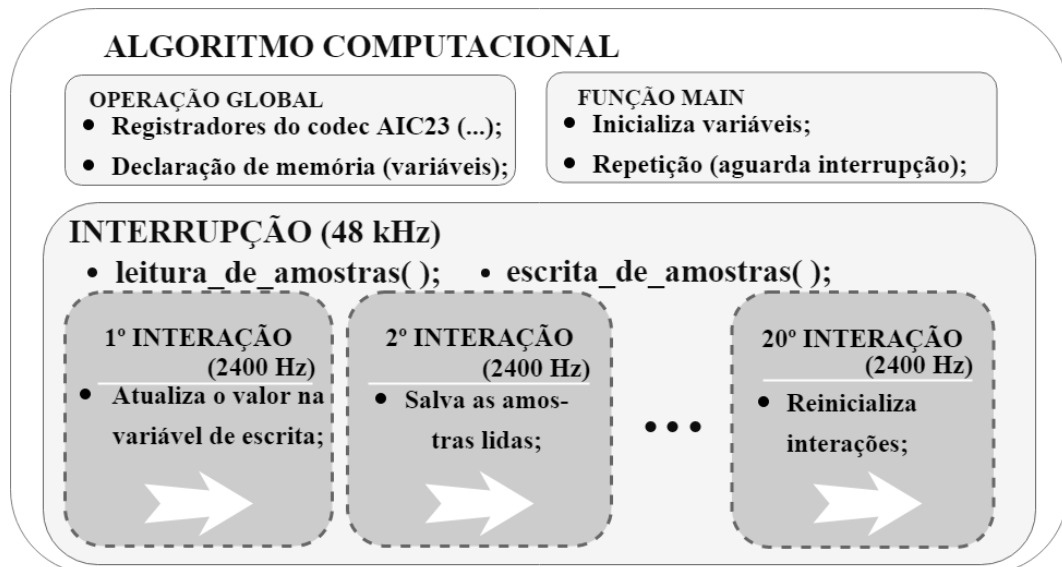 ALGORITMO COMPUTACIONAL
OPERAÇÃO GLOBAL
• Registradores do codec AIC23 (...);
• Declaração de memória (variáveis);
FUNÇÃO MAIN
• Inicializa variáveis;
• Repetição (aguarda interrupção);
INTERRUPÇÃO (48 kHz)
• leitura_de_amostras( ); • escrita_de_amostras( );
1º INTERAÇÃO
(2400 Hz)
• Atualiza o valor na
variável de escrita;
2º INTERAÇÃO
(2400 Hz)
• Salva as amos-
tras lidas;
•••
20º INTERAÇÃO
(2400 Hz)
• Reinicializa
interações;